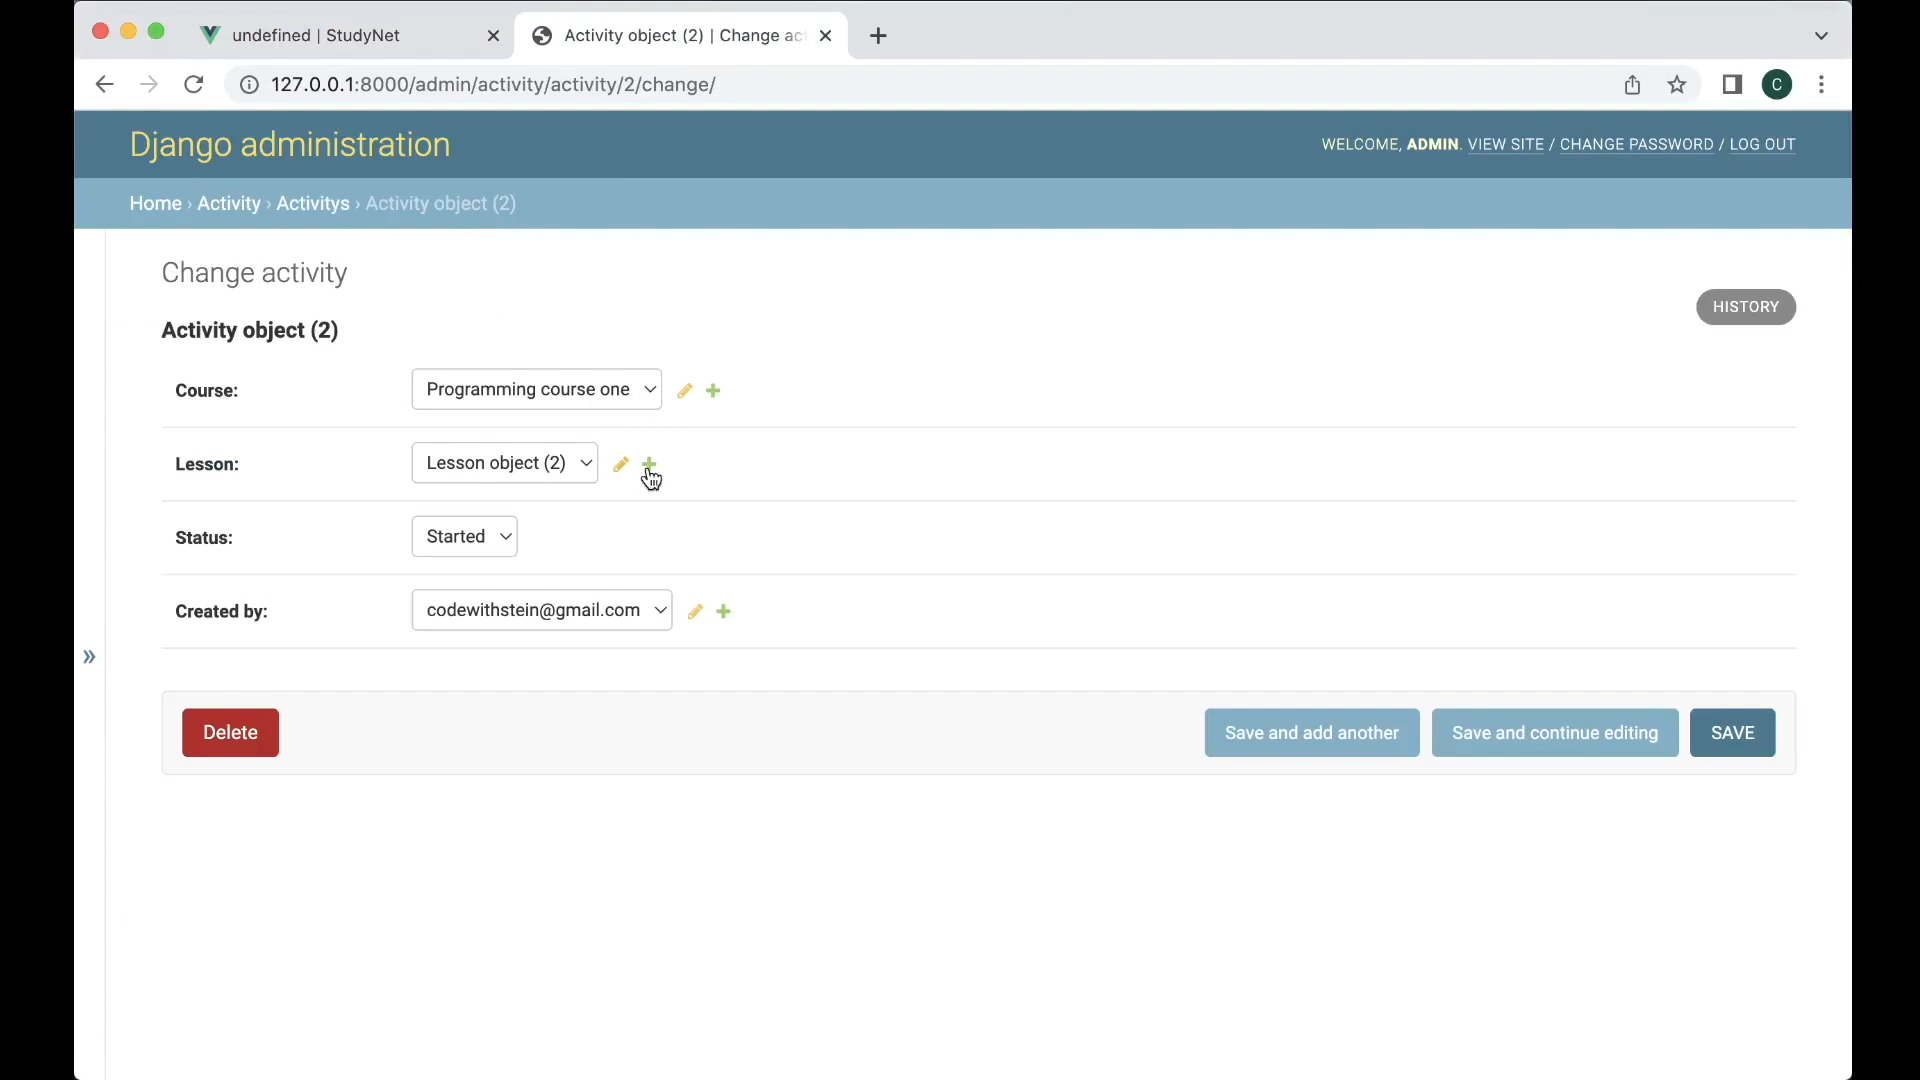 undefined | StudyNet
Activity object (2) | Change act
127.0.0.1:8000/admin/activity/activity/2/change/
C
Django administration
WELCOME, ADMIN. VIEW SITE / CHANGE PASSWORD / LOG OUT
Home › Activity › Activitys › Activity object (2)
Change activity
HISTORY
Activity object (2)
Course: Programming course one
Lesson: Lesson object (2)
Status: Started
Created by: codewithstein@gmail.com
»
Delete Save and add another Save and continue editing SAVE